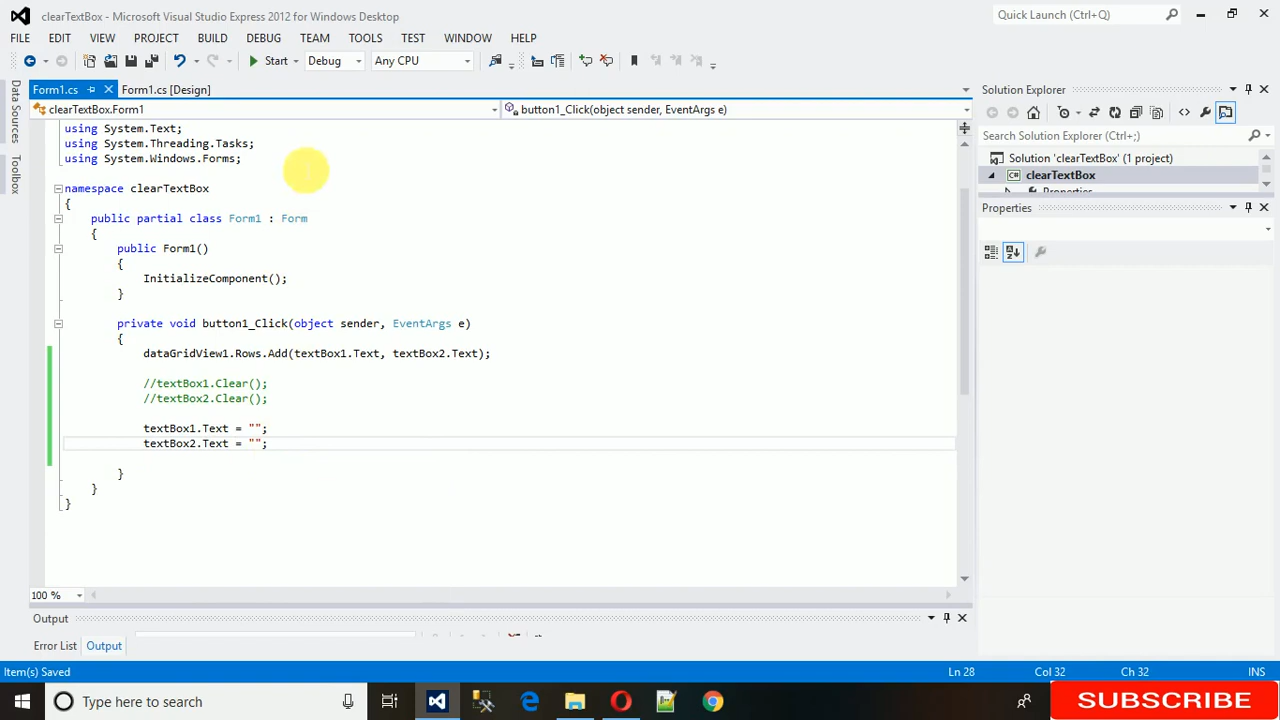 clearTextBox - Microsoft Visual Studio Express 2012 for Windows Desktop
Quick Launch (Ctrl+Q)
FILE EDIT VIEW PROJECT BUILD DEBUG TEAM TOOLS TEST WINDOW HELP
Start Debug Any CPU
Data Sources
Toolbox
Form1.cs Form1.cs [Design]
clearTextBox.Form1 button1_Click(object sender, EventArgs e)
using System.Text;
using System.Threading.Tasks;
using System.Windows.Forms;
namespace clearTextBox
{
public partial class Form1 : Form
{
public Form1()
{
InitializeComponent();
}
private void button1_Click(object sender, EventArgs e)
{
dataGridView1.Rows.Add(textBox1.Text, textBox2.Text);
//textBox1.Clear();
//textBox2.Clear();
textBox1.Text = "";
textBox2.Text = "";
}
}
}
100 %
Output
Error List Output
Solution Explorer
Search Solution Explorer (Ctrl+;)
Solution 'clearTextBox' (1 project)
C# clearTextBox
Properties
Properties
Item(s) Saved Ln 28 Col 32 Ch 32 INS
Type here to search
SUBSCRIBE